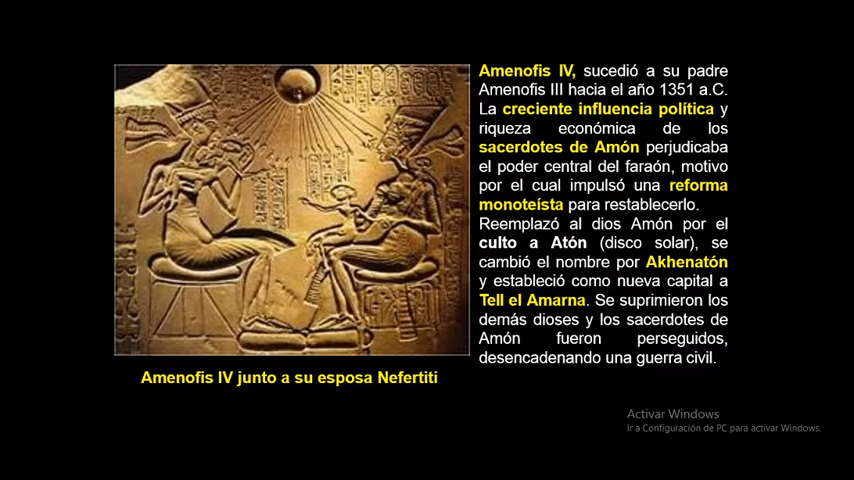 Amenofis IV, sucedió a su padre
Amenofis III hacia el año 1351 a.C.
La creciente influencia política y
riqueza económica de los
sacerdotes de Amón perjudicaba
el poder central del faraón, motivo
por el cual impulsó una reforma
monoteísta para restablecerlo.
Reemplazó al dios Amón por el
culto a Atón (disco solar), se
cambió el nombre por Akhenatón
y estableció como nueva capital a
Tell el Amarna. Se suprimieron los
demás dioses y los sacerdotes de
Amón fueron perseguidos,
desencadenando una guerra civil.
Amenofis IV junto a su esposa Nefertiti
Activar Windows
Ir a Configuración de PC para activar Windows.